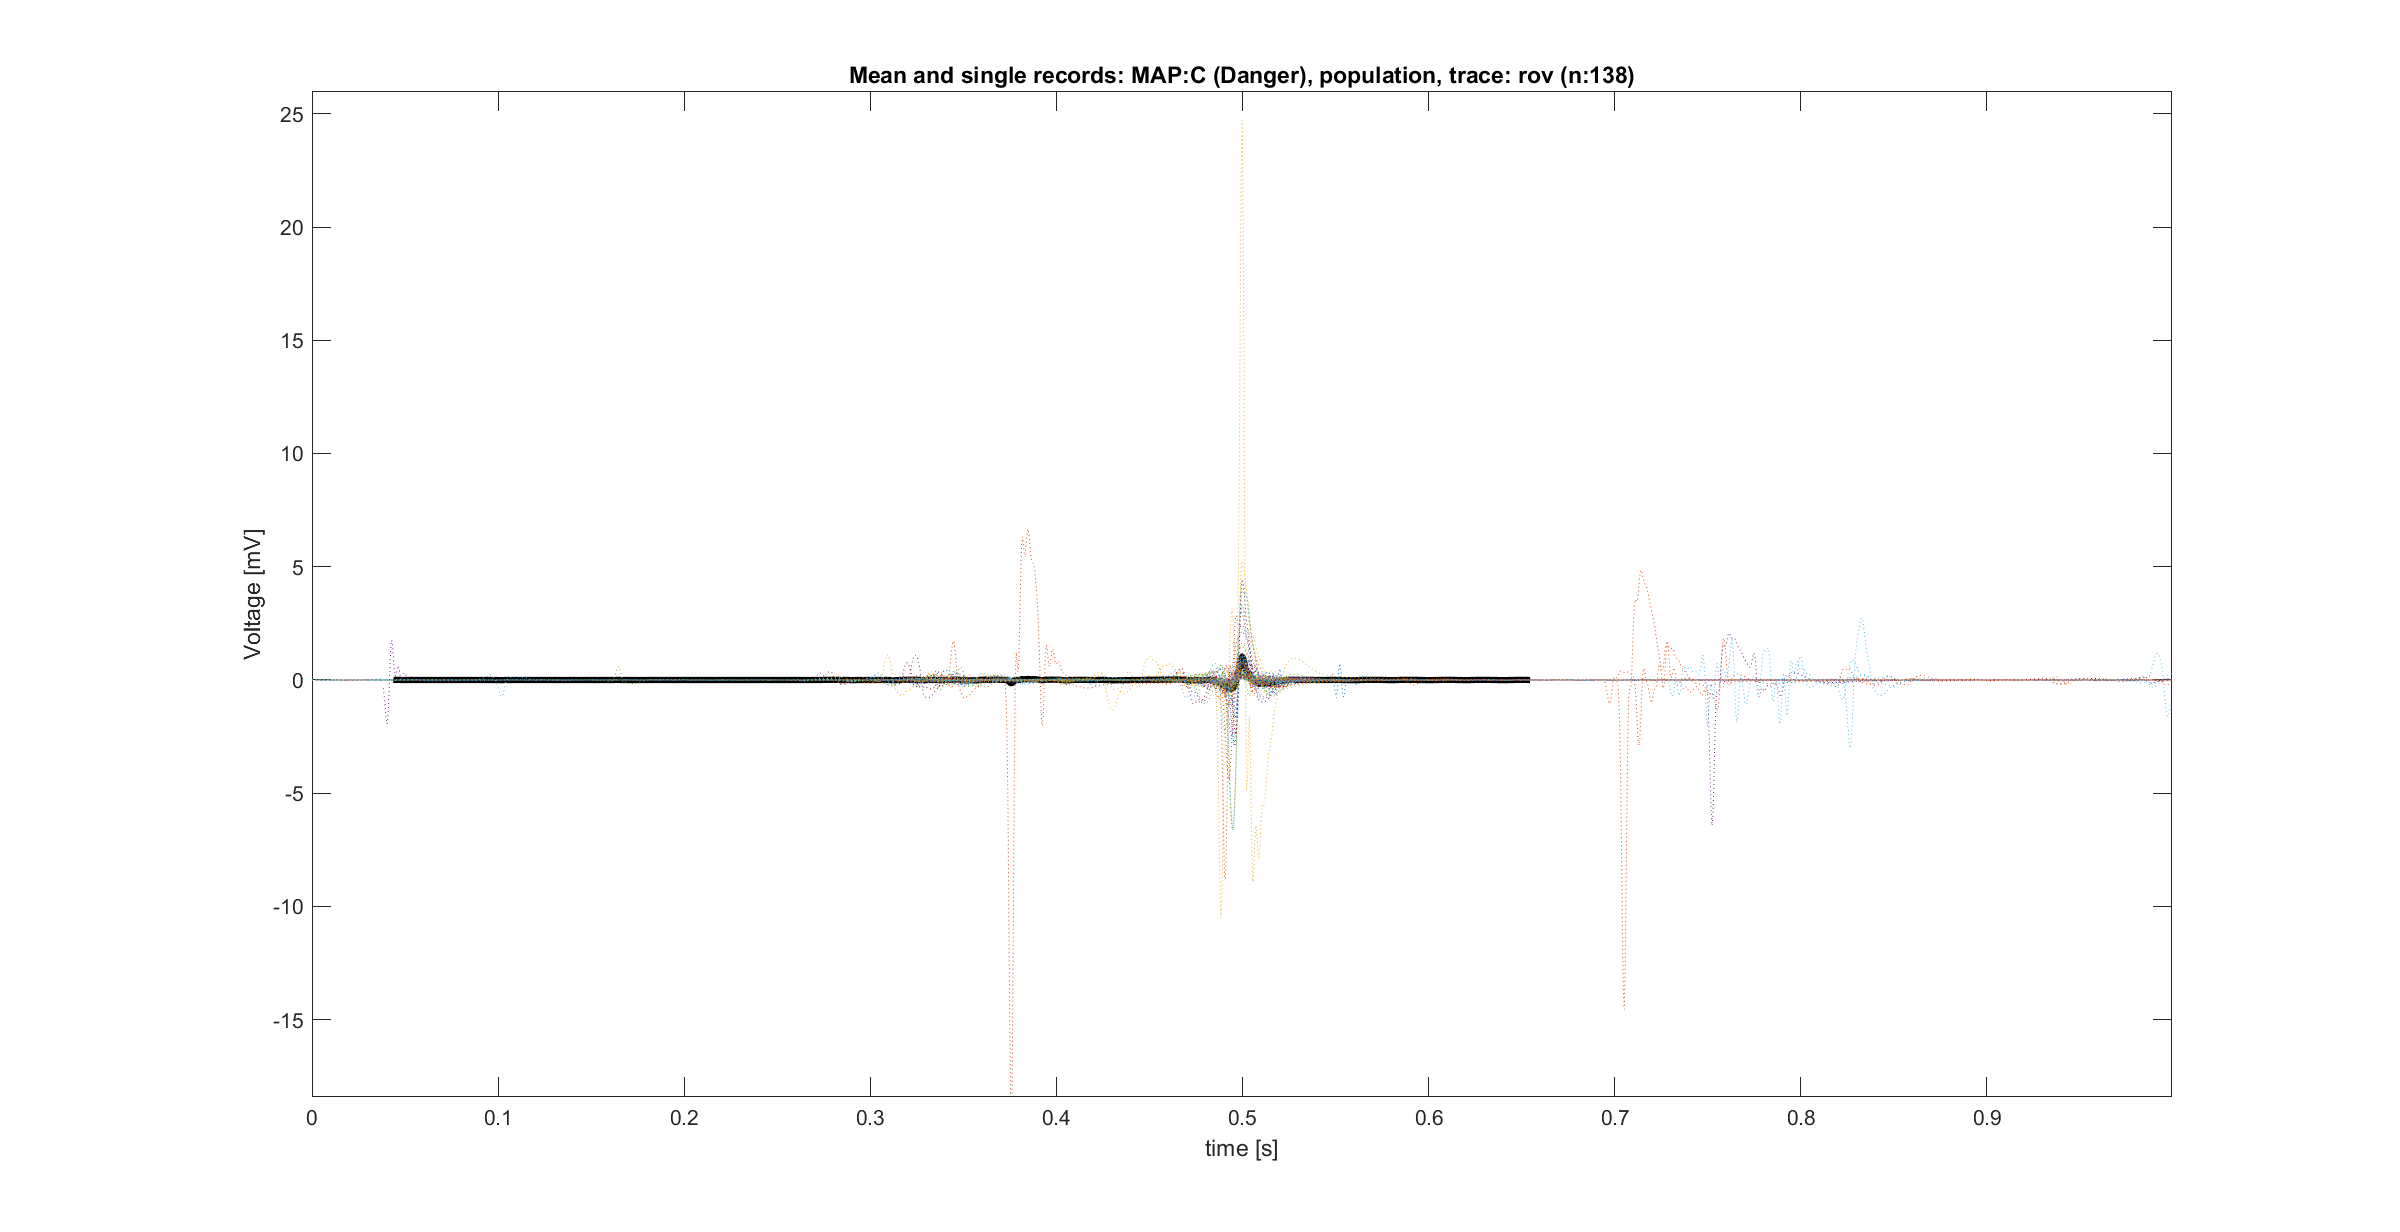 Mean and single records: MAP:C (Danger), population, trace: rov (n:138)
25
20
15
10
5
0
-5
-10
-15
Voltage [mV]
0 0.1 0.2 0.3 0.4 0.5 0.6 0.7 0.8 0.9
time [s]